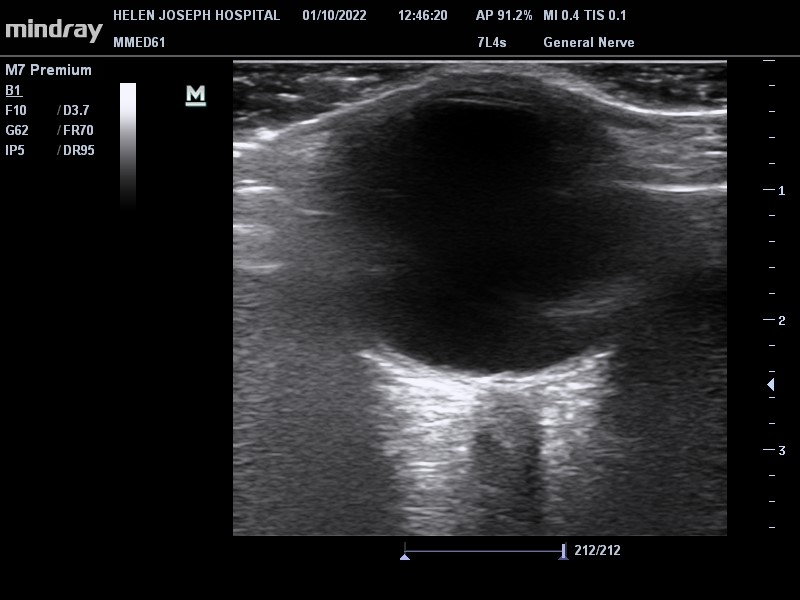 mindray
HELEN JOSEPH HOSPITAL 01/10/2022 12:46:20 AP 91.2% MI 0.4 TIS 0.1
MMED61 7L4s General Nerve
M7 Premium
B1
F10 / D3.7
G62 / FR70
IP5 / DR95
M
1
2
3
212/212